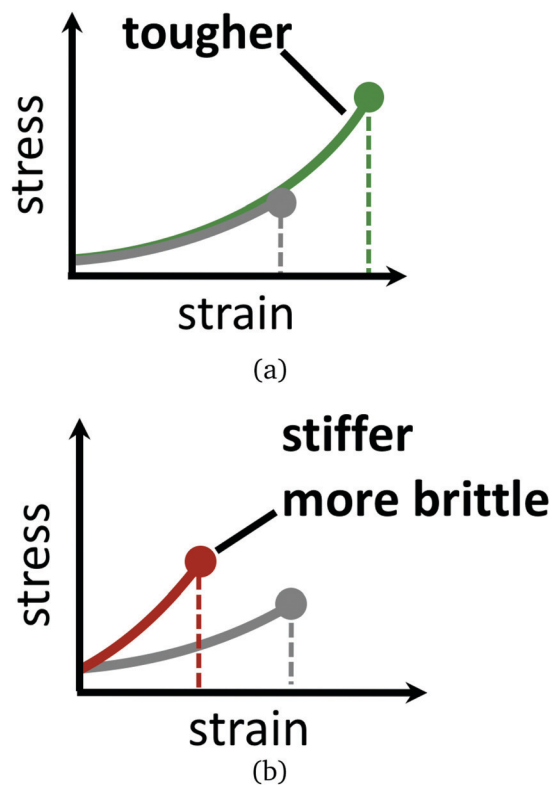 tougher
stress
strain
(a)
stiffer
more brittle
stress
strain
(b)